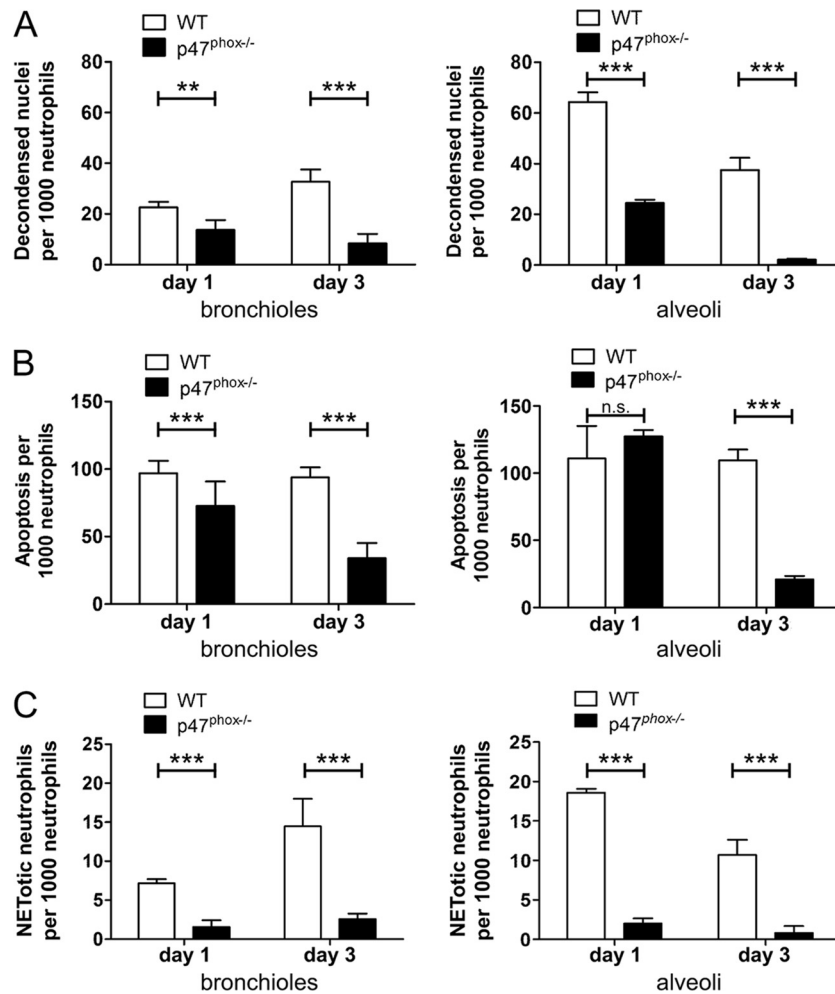 A
WT
p47phox-/-
Decondensed nuclei
per 1000 neutrophils
80
60
40
20
0
**
***
day 1
day 3
bronchioles
WT
p47phox-/-
Decondensed nuclei
per 1000 neutrophils
80
60
40
20
0
***
***
day 1
day 3
alveoli
B
WT
p47phox-/-
Apoptosis per
1000 neutrophils
150
100
50
0
***
***
day 1
day 3
bronchioles
WT
p47phox-/-
Apoptosis per
1000 neutrophils
150
100
50
0
n.s.
***
day 1
day 3
alveoli
C
WT
p47phox-/-
NETotic neutrophils
per 1000 neutrophils
25
20
15
10
5
0
***
***
day 1
day 3
bronchioles
WT
p47phox-/-
NETotic neutrophils
per 1000 neutrophils
25
20
15
10
5
0
***
***
day 1
day 3
alveoli